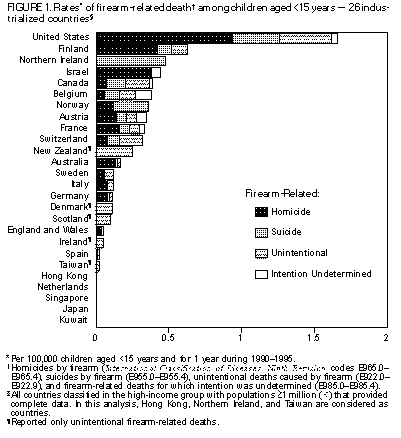 FIGURE 1. Rates* of firearm-related death† among children aged <15 years — 26 indus-
trialized countries§
United States
Finland
Northern Ireland
Israel
Canada
Belgium
Norway
Austria
France
Switzerland
New Zealand¶
Australia
Sweden
Italy
Germany
Denmark¶
Scotland¶
England and Wales
Ireland¶
Spain
Taiwan¶
Hong Kong
Netherlands
Singapore
Japan
Kuwait
Firearm-Related:
Homicide
Suicide
Unintentional
Intention Undetermined
0 0.5 1 1.5 2
*Per 100,000 children aged <15 years and for 1 year during 1990–1995.
†Homicides by firearm (International Classification of Diseases, Ninth Revision codes E965.0–
E965.4), suicides by firearm (E955.0–E955.4), unintentional deaths caused by firearm (E922.0–
E922.9), and firearm-related deaths for which intention was undetermined (E985.0–E985.4).
§All countries classified in the high-income group with populations ≥1 million () that provided
complete data. In this analysis, Hong Kong, Northern Ireland, and Taiwan are considered as
countries.
¶Reported only unintentional firearm-related deaths.